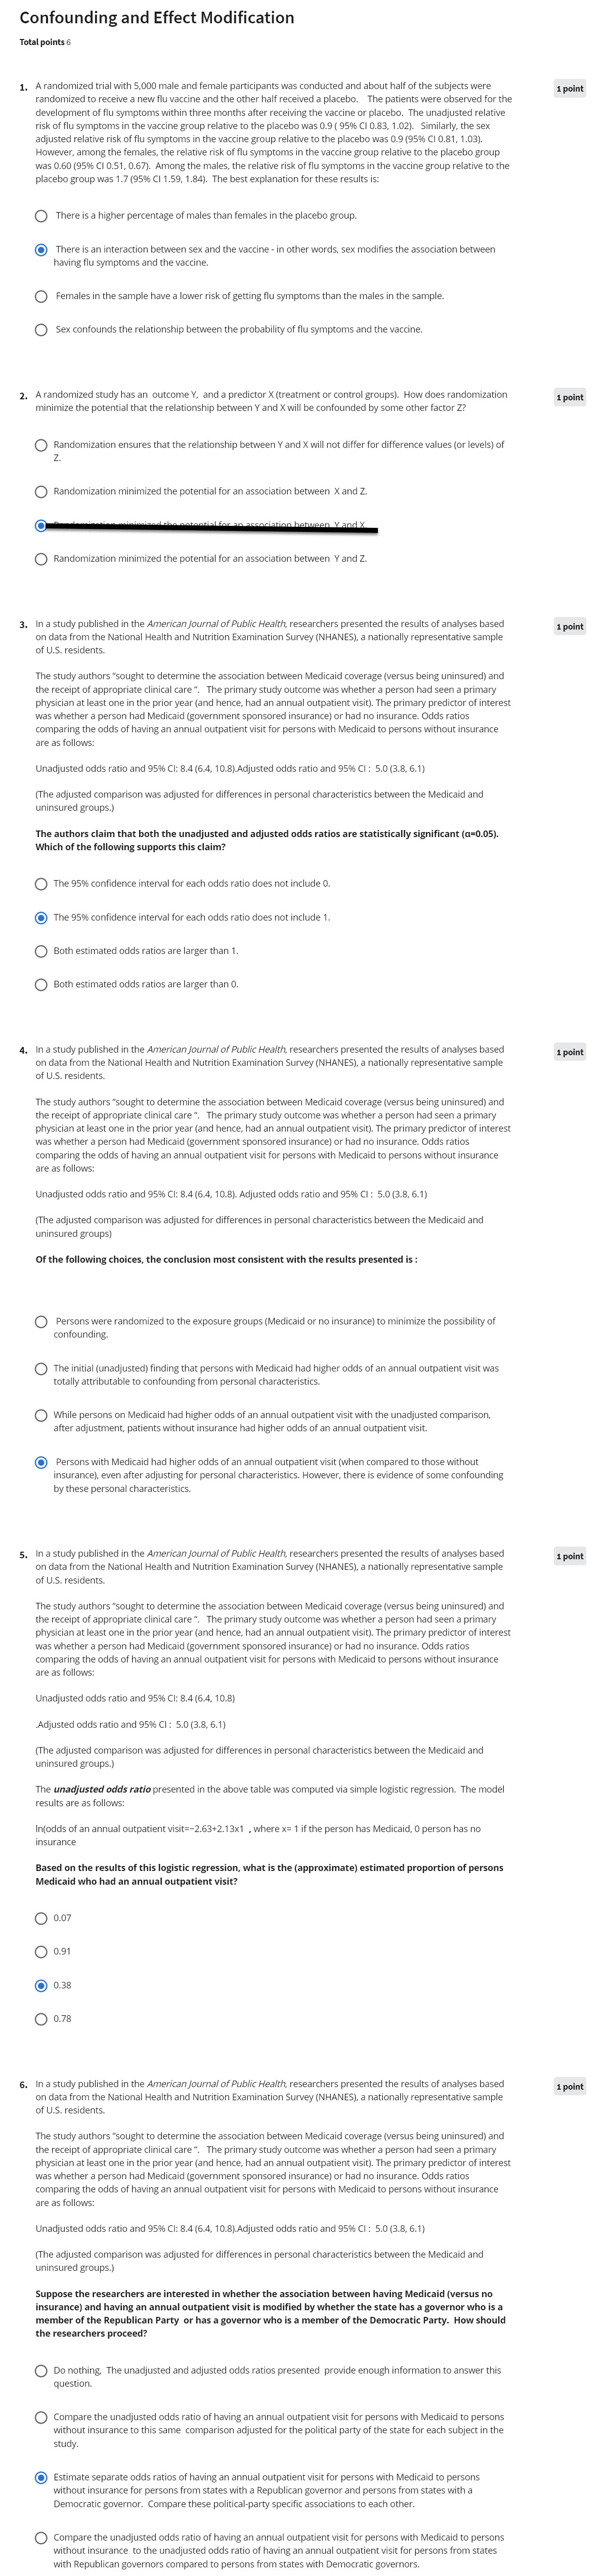 Confounding and Effect Modification
Total points 6
1. A randomized trial with 5,000 male and female participants was conducted and about half of the subjects were
1 point
randomized to receive a new flu vaccine and the other half received a placebo. The patients were observed for the
development of flu symptoms within three months after receiving the vaccine or placebo. The unadjusted relative
risk of flu symptoms in the vaccine group relative to the placebo was 0.9 ( 95% CI 0.83, 1.02). Similarly, the sex
adjusted relative risk of flu symptoms in the vaccine group relative to the placebo was 0.9 (95% CI 0.81, 1.03).
However, among the females, the relative risk of flu symptoms in the vaccine group relative to the placebo group
was 0.60 (95% CI 0.51, 0.67). Among the males, the relative risk of flu symptoms in the vaccine group relative to the
placebo group was 1.7 (95% CI 1.59, 1.84). The best explanation for these results is:
There is a higher percentage of males than females in the placebo group.
There is an interaction between sex and the vaccine - in other words, sex modifies the association between
having flu symptoms and the vaccine.
Females in the sample have a lower risk of getting flu symptoms than the males in the sample.
Sex confounds the relationship between the probability of flu symptoms and the vaccine.
2. A randomized study has an outcome Y, and a predictor X (treatment or control groups). How does randomization
1 point
minimize the potential that the relationship between Y and X will be confounded by some other factor Z?
Randomization ensures that the relationship between Y and X will not differ for difference values (or levels) of
Z.
Randomization minimized the potential for an association between X and Z.
Randomization minimized the potential for an association between Y and X.
Randomization minimized the potential for an association between Y and Z.
3. In a study published in the American Journal of Public Health, researchers presented the results of analyses based
1 point
on data from the National Health and Nutrition Examination Survey (NHANES), a nationally representative sample
of U.S. residents.
The study authors "sought to determine the association between Medicaid coverage (versus being uninsured) and
the receipt of appropriate clinical care ". The primary study outcome was whether a person had seen a primary
physician at least one in the prior year (and hence, had an annual outpatient visit). The primary predictor of interest
was whether a person had Medicaid (government sponsored insurance) or had no insurance. Odds ratios
comparing the odds of having an annual outpatient visit for persons with Medicaid to persons without insurance
are as follows:
Unadjusted odds ratio and 95% CI: 8.4 (6.4, 10.8).Adjusted odds ratio and 95% CI : 5.0 (3.8, 6.1)
(The adjusted comparison was adjusted for differences in personal characteristics between the Medicaid and
uninsured groups.)
The authors claim that both the unadjusted and adjusted odds ratios are statistically significant (α=0.05).
Which of the following supports this claim?
The 95% confidence interval for each odds ratio does not include 0.
The 95% confidence interval for each odds ratio does not include 1.
Both estimated odds ratios are larger than 1.
Both estimated odds ratios are larger than 0.
4. In a study published in the American Journal of Public Health, researchers presented the results of analyses based
1 point
on data from the National Health and Nutrition Examination Survey (NHANES), a nationally representative sample
of U.S. residents.
The study authors "sought to determine the association between Medicaid coverage (versus being uninsured) and
the receipt of appropriate clinical care ". The primary study outcome was whether a person had seen a primary
physician at least one in the prior year (and hence, had an annual outpatient visit). The primary predictor of interest
was whether a person had Medicaid (government sponsored insurance) or had no insurance. Odds ratios
comparing the odds of having an annual outpatient visit for persons with Medicaid to persons without insurance
are as follows:
Unadjusted odds ratio and 95% CI: 8.4 (6.4, 10.8). Adjusted odds ratio and 95% CI : 5.0 (3.8, 6.1)
(The adjusted comparison was adjusted for differences in personal characteristics between the Medicaid and
uninsured groups)
Of the following choices, the conclusion most consistent with the results presented is :
Persons were randomized to the exposure groups (Medicaid or no insurance) to minimize the possibility of
confounding.
The initial (unadjusted) finding that persons with Medicaid had higher odds of an annual outpatient visit was
totally attributable to confounding from personal characteristics.
While persons on Medicaid had higher odds of an annual outpatient visit with the unadjusted comparison,
after adjustment, patients without insurance had higher odds of an annual outpatient visit.
Persons with Medicaid had higher odds of an annual outpatient visit (when compared to those without
insurance), even after adjusting for personal characteristics. However, there is evidence of some confounding
by these personal characteristics.
5. In a study published in the American Journal of Public Health, researchers presented the results of analyses based
1 point
on data from the National Health and Nutrition Examination Survey (NHANES), a nationally representative sample
of U.S. residents.
The study authors "sought to determine the association between Medicaid coverage (versus being uninsured) and
the receipt of appropriate clinical care ". The primary study outcome was whether a person had seen a primary
physician at least one in the prior year (and hence, had an annual outpatient visit). The primary predictor of interest
was whether a person had Medicaid (government sponsored insurance) or had no insurance. Odds ratios
comparing the odds of having an annual outpatient visit for persons with Medicaid to persons without insurance
are as follows:
Unadjusted odds ratio and 95% CI: 8.4 (6.4, 10.8)
.Adjusted odds ratio and 95% CI : 5.0 (3.8, 6.1)
(The adjusted comparison was adjusted for differences in personal characteristics between the Medicaid and
uninsured groups.)
The unadjusted odds ratio presented in the above table was computed via simple logistic regression. The model
results are as follows:
ln(odds of an annual outpatient visit=−2.63+2.13x1 , where x= 1 if the person has Medicaid, 0 person has no
insurance
Based on the results of this logistic regression, what is the (approximate) estimated proportion of persons
Medicaid who had an annual outpatient visit?
0.07
0.91
0.38
0.78
6. In a study published in the American Journal of Public Health, researchers presented the results of analyses based
1 point
on data from the National Health and Nutrition Examination Survey (NHANES), a nationally representative sample
of U.S. residents.
The study authors "sought to determine the association between Medicaid coverage (versus being uninsured) and
the receipt of appropriate clinical care ". The primary study outcome was whether a person had seen a primary
physician at least one in the prior year (and hence, had an annual outpatient visit). The primary predictor of interest
was whether a person had Medicaid (government sponsored insurance) or had no insurance. Odds ratios
comparing the odds of having an annual outpatient visit for persons with Medicaid to persons without insurance
are as follows:
Unadjusted odds ratio and 95% CI: 8.4 (6.4, 10.8).Adjusted odds ratio and 95% CI : 5.0 (3.8, 6.1)
(The adjusted comparison was adjusted for differences in personal characteristics between the Medicaid and
uninsured groups.)
Suppose the researchers are interested in whether the association between having Medicaid (versus no
insurance) and having an annual outpatient visit is modified by whether the state has a governor who is a
member of the Republican Party or has a governor who is a member of the Democratic Party. How should
the researchers proceed?
Do nothing, The unadjusted and adjusted odds ratios presented provide enough information to answer this
question.
Compare the unadjusted odds ratio of having an annual outpatient visit for persons with Medicaid to persons
without insurance to this same comparison adjusted for the political party of the state for each subject in the
study.
Estimate separate odds ratios of having an annual outpatient visit for persons with Medicaid to persons
without insurance for persons from states with a Republican governor and persons from states with a
Democratic governor. Compare these political-party specific associations to each other.
Compare the unadjusted odds ratio of having an annual outpatient visit for persons with Medicaid to persons
without insurance to the unadjusted odds ratio of having an annual outpatient visit for persons from states
with Republican governors compared to persons from states with Democratic governors.